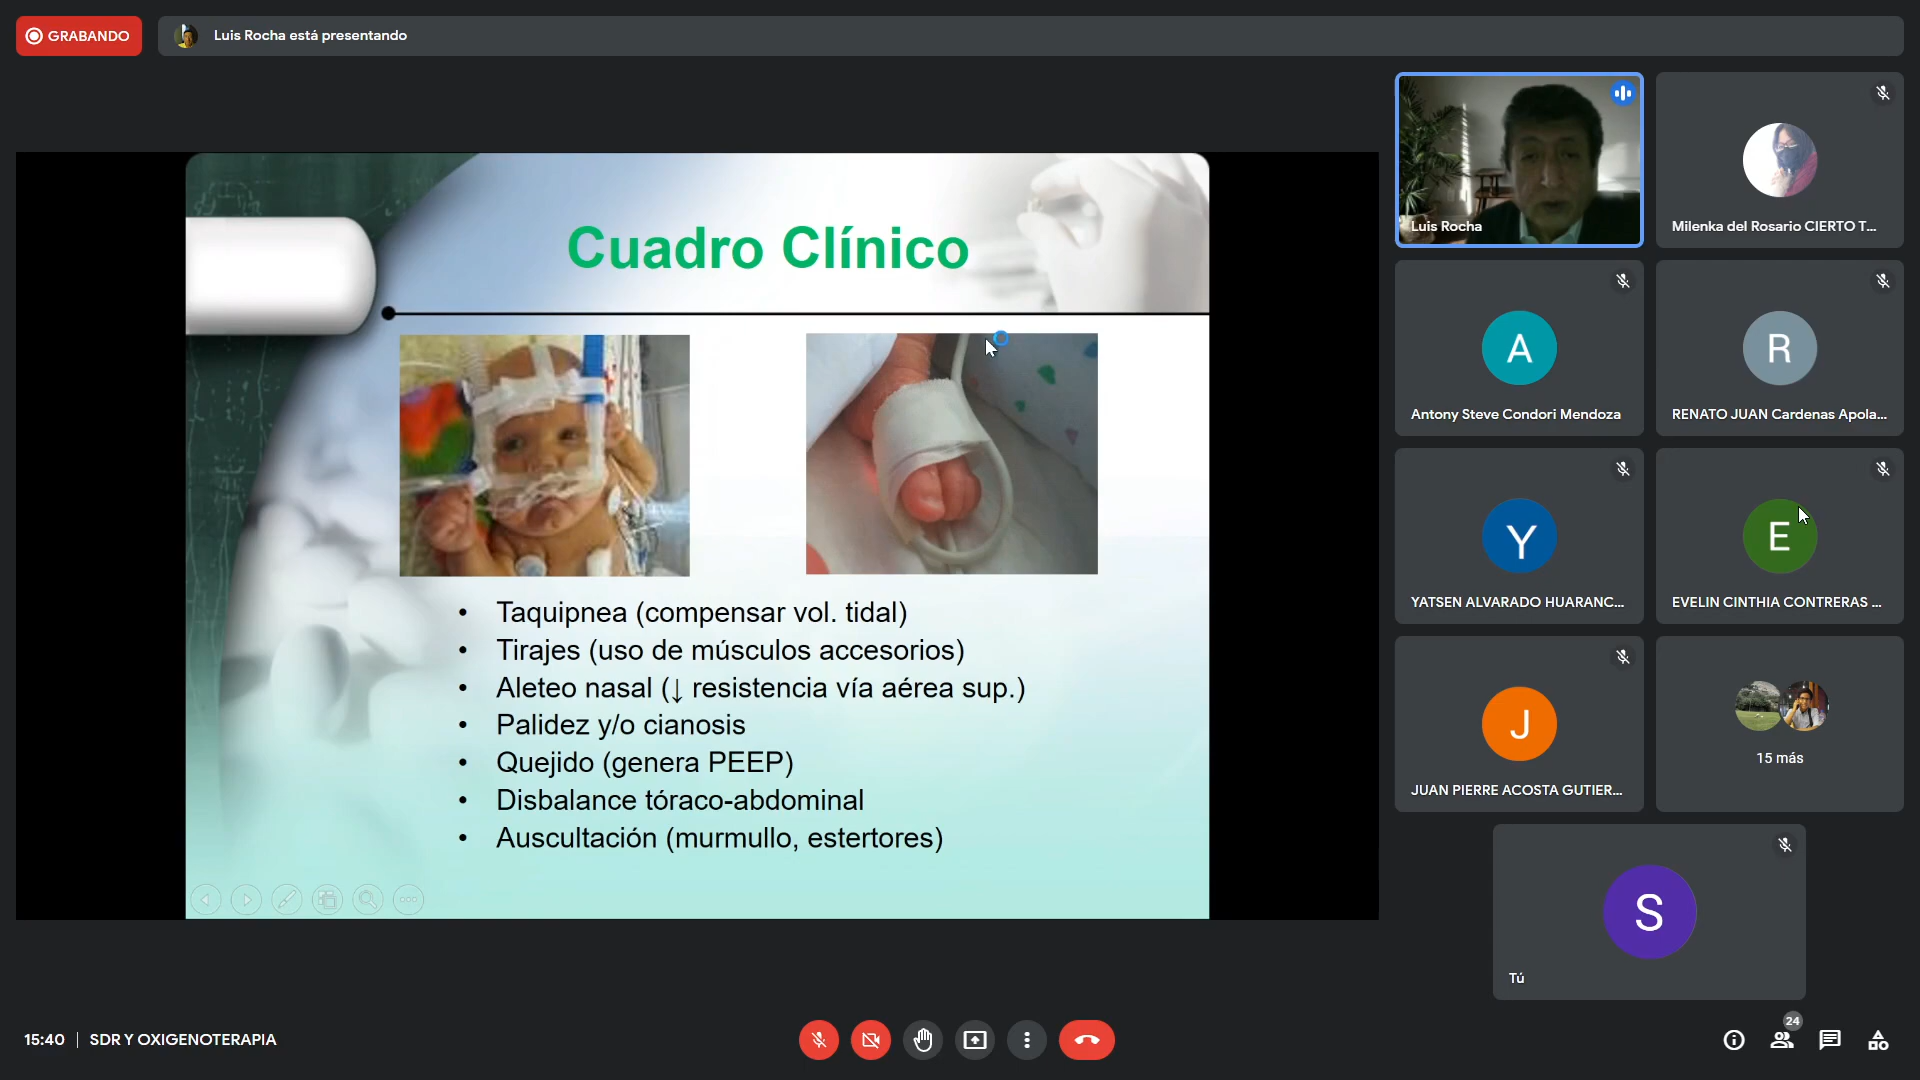 GRABANDO
Luis Rocha está presentando
Cuadro Clínico
• Taquipnea (compensar vol. tidal)
• Tirajes (uso de músculos accesorios)
• Aleteo nasal (↓ resistencia vía aérea sup.)
• Palidez y/o cianosis
• Quejido (genera PEEP)
• Disbalance tóraco-abdominal
• Auscultación (murmullo, estertores)
Luis Rocha
Milenka del Rosario CIERTO T...
A
Antony Steve Condori Mendoza
R
RENATO JUAN Cardenas Apola...
Y
YATSEN ALVARADO HUARANC...
E
EVELIN CINTHIA CONTRERAS ...
J
JUAN PIERRE ACOSTA GUTIER...
15 más
S
Tú
15:40 | SDR Y OXIGENOTERAPIA
24